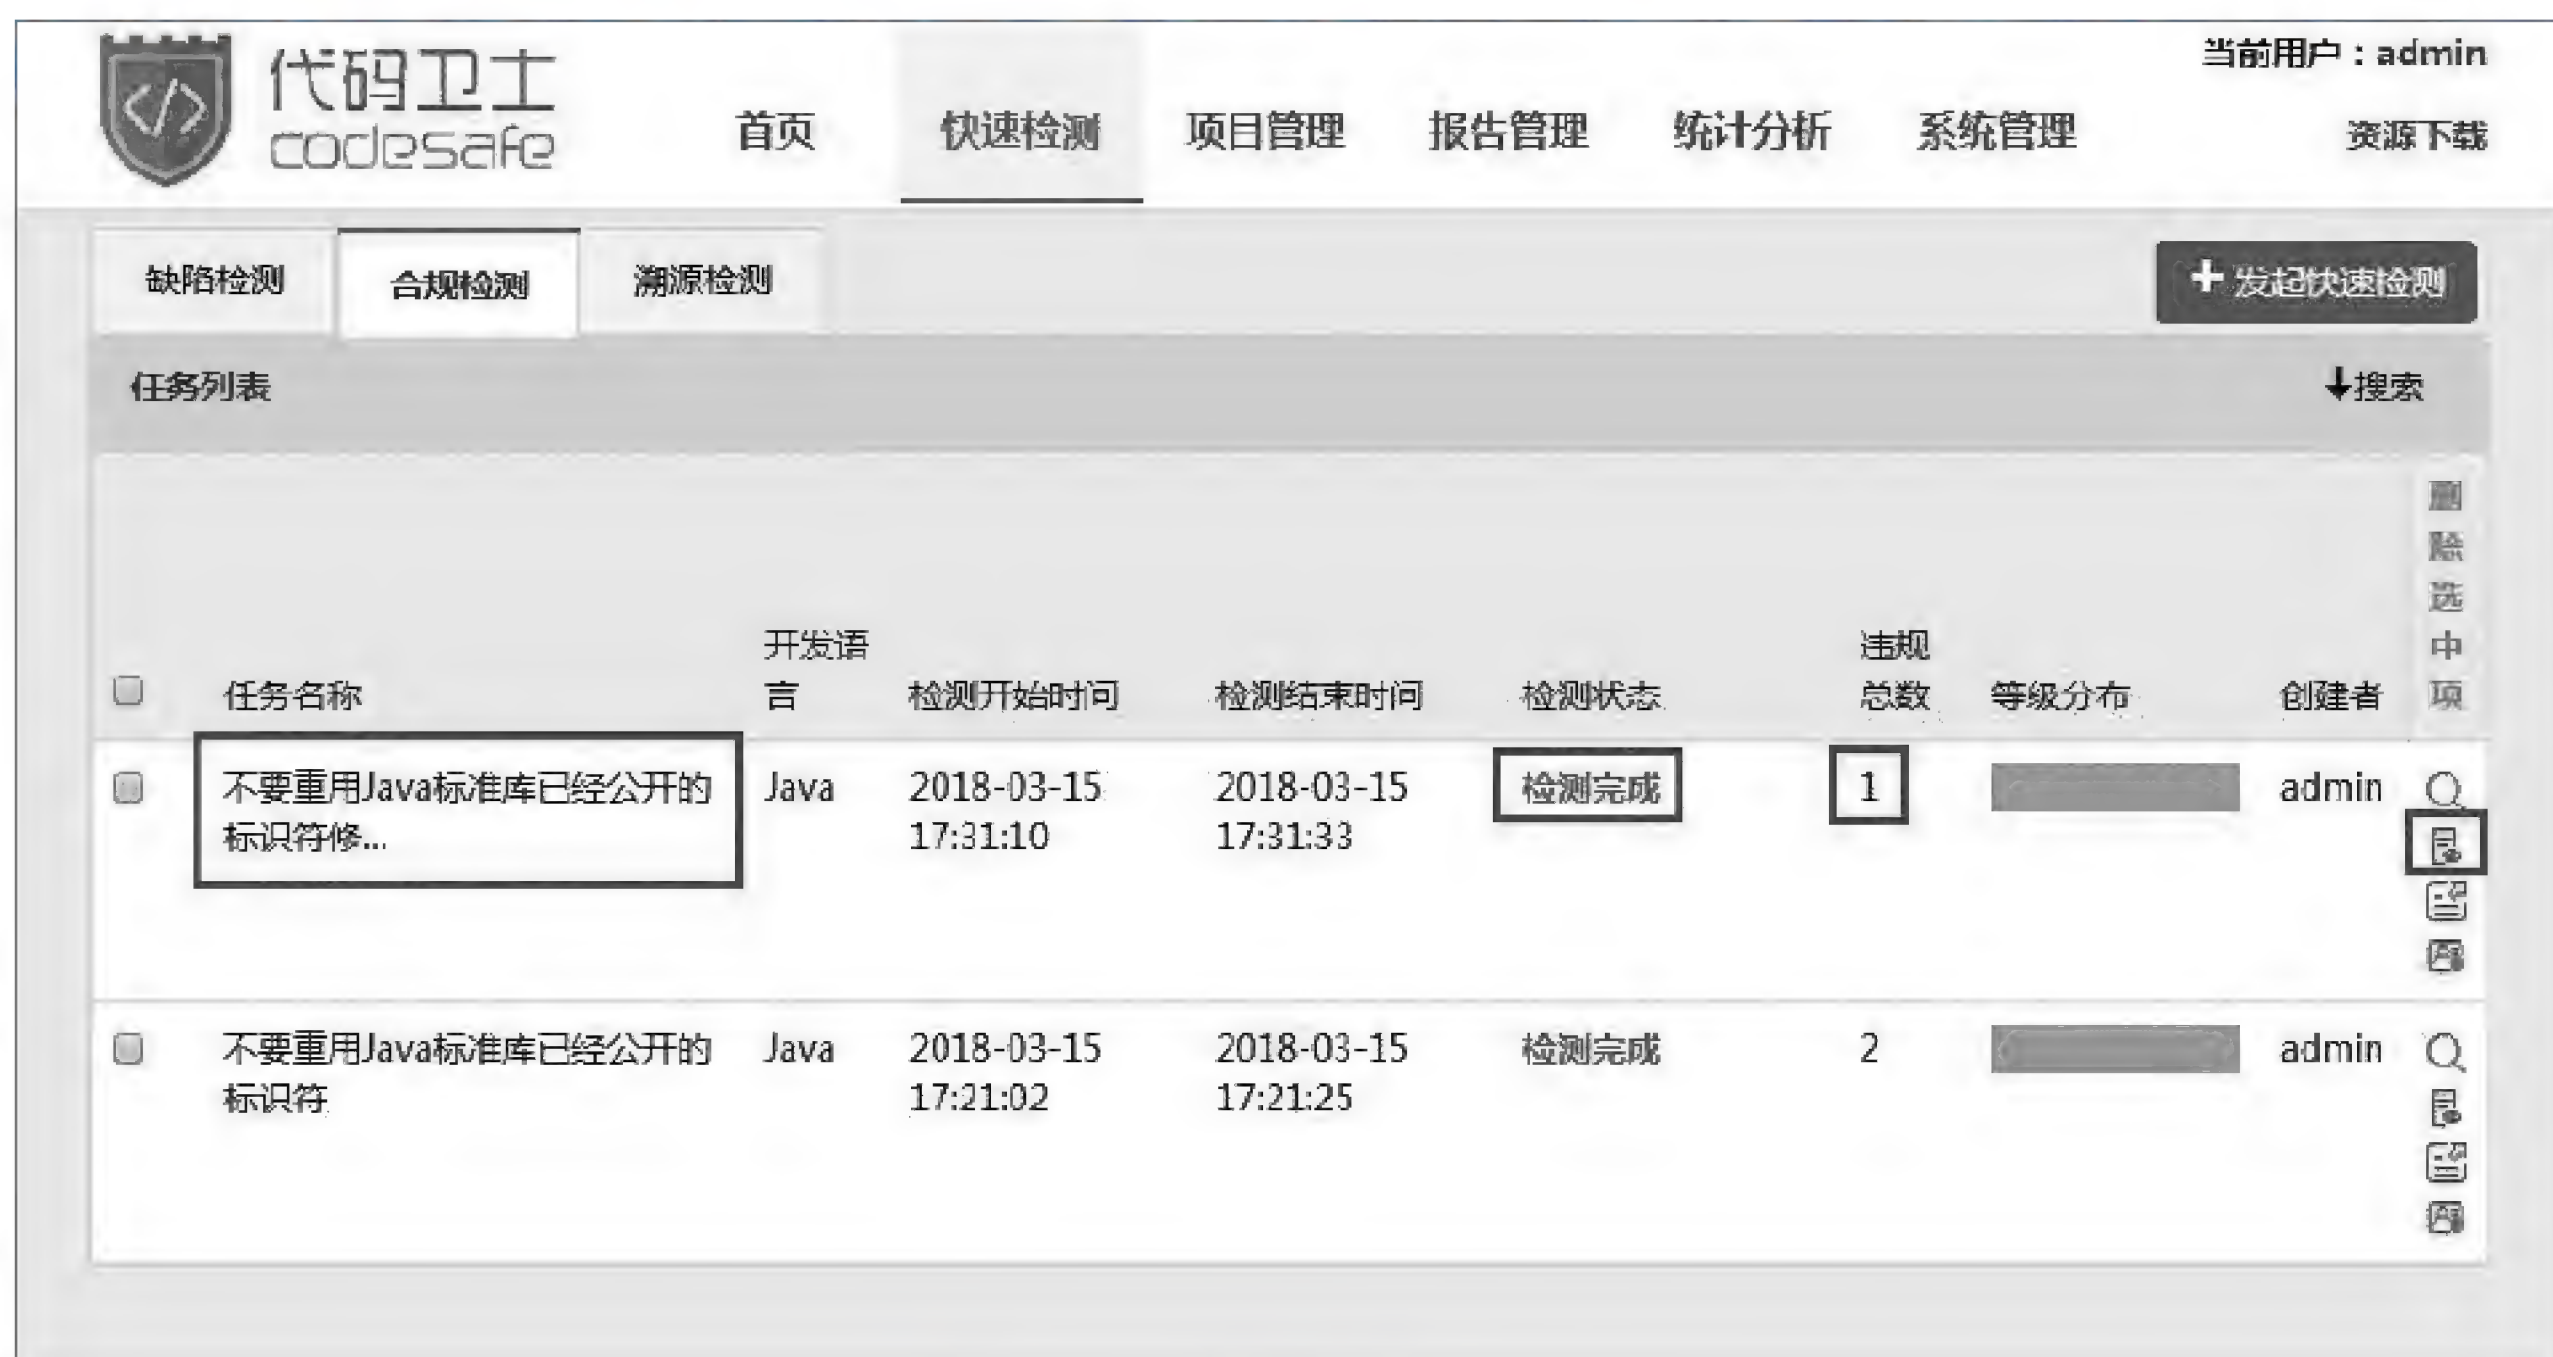 代码卫士
codesafe
当前用户：admin
首页 快速检测 项目管理 报告管理 统计分析 系统管理 资源下载
缺陷检测 合规检测 溯源检测 +发起快速检测
任务列表 搜索
删
除
选
中
项
任务名称 开发语言 检测开始时间 检测结束时间 检测状态 违规总数 等级分布 创建者
不要重用Java标准库已经公开的 Java 2018-03-15 2018-03-15 检测完成 1 admin
标识符修... 17:31:10 17:31:33
不要重用Java标准库已经公开的 Java 2018-03-15 2018-03-15 检测完成 2 admin
标识符 17:21:02 17:21:25